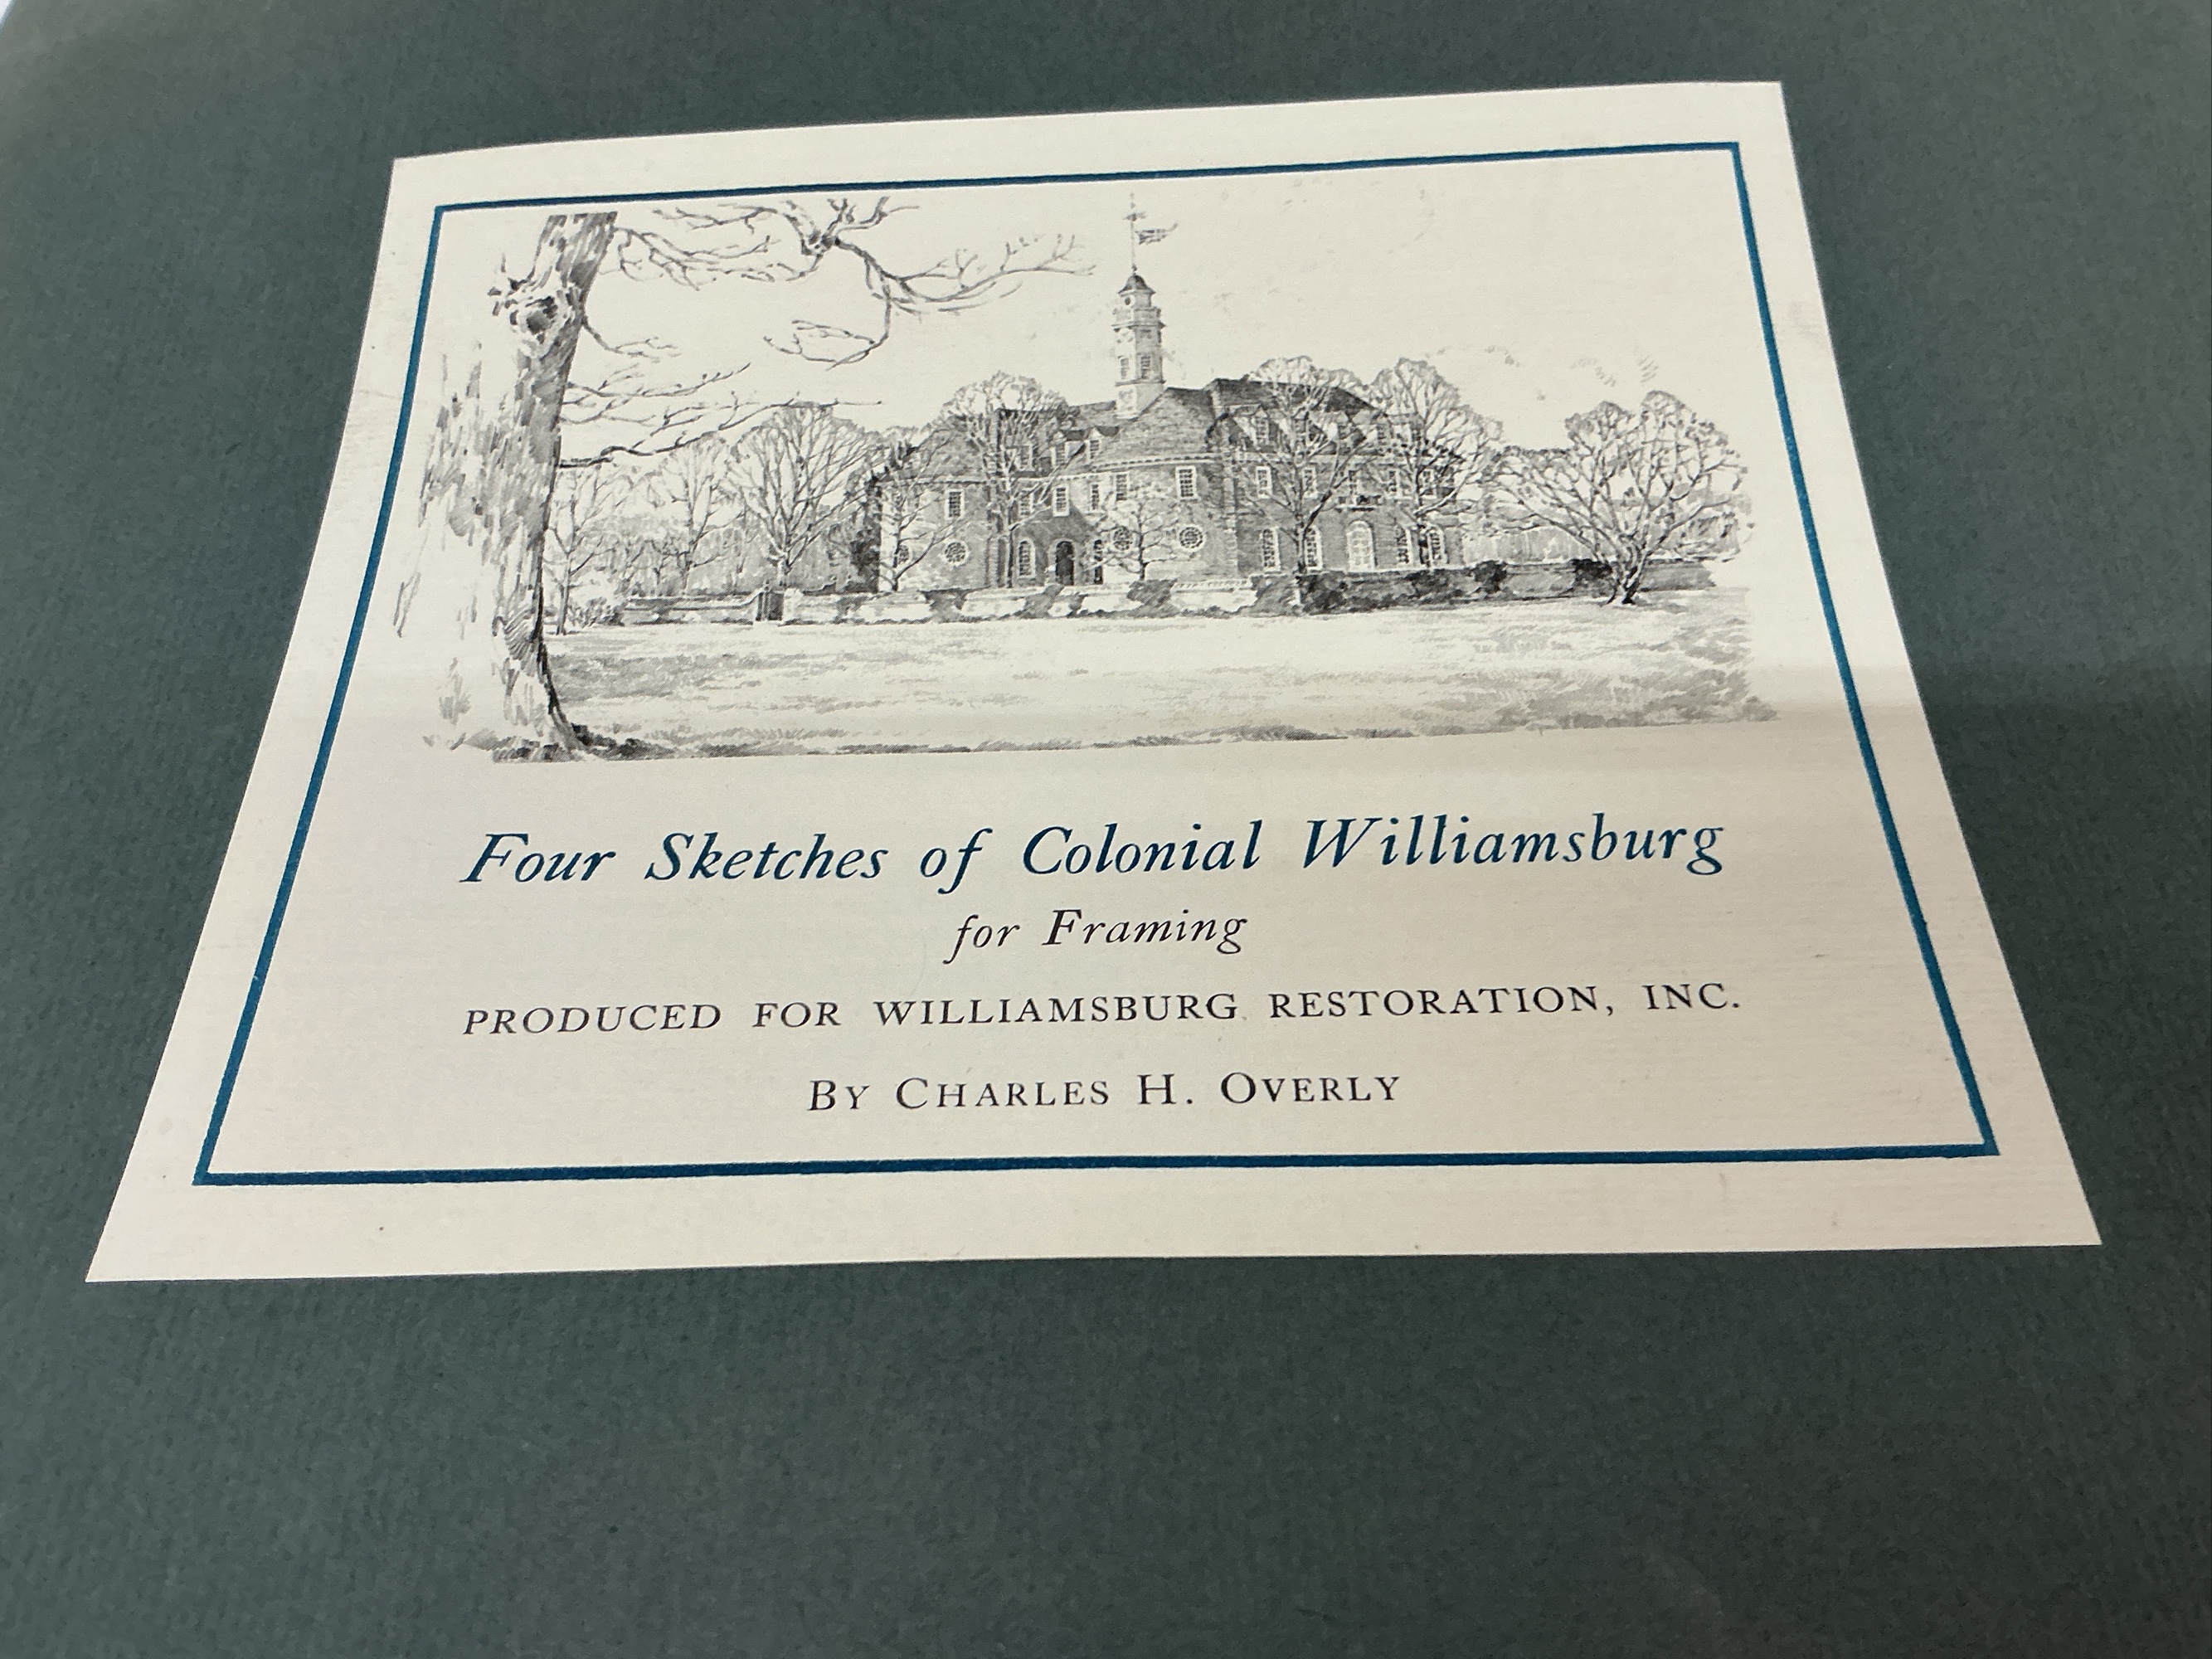 Four Sketches of Colonial Williamsburg
for Framing
PRODUCED FOR WILLIAMSBURG RESTORATION, INC.
BY CHARLES H. OVERLY